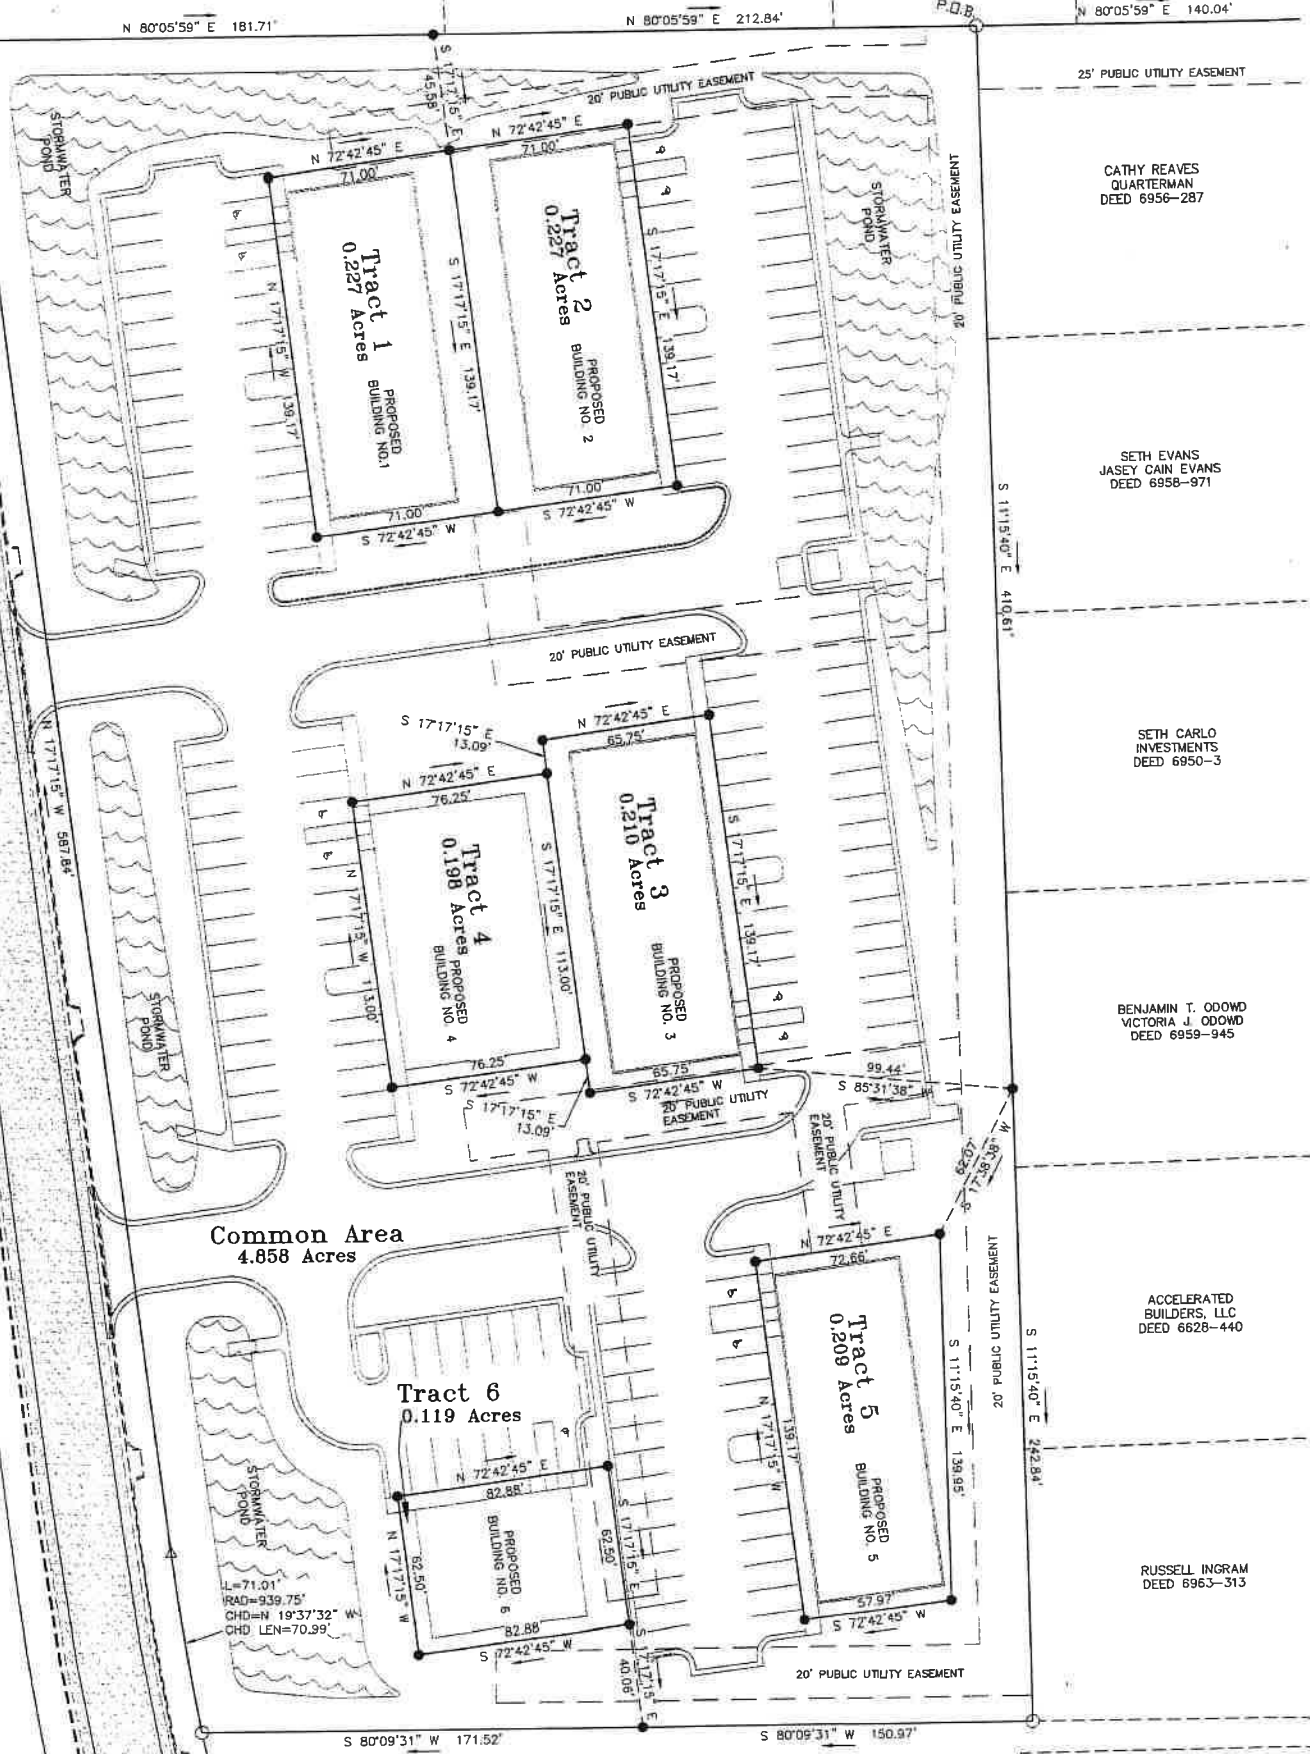 N 80°05'59" E 181.71'
N 80°05'59" E 212.84'
P.O.B.
N 80°05'59" E 140.04'
25' PUBLIC UTILITY EASEMENT
S 17°17'15" E
45.58'
20' PUBLIC UTILITY EASEMENT
STORMWATER
POND
N 72°42'45" E
71.00'
N 72°42'45" E
71.00'
STORMWATER
POND
20' PUBLIC UTILITY EASEMENT
CATHY REAVES
QUARTERMAN
DEED 6956-287
Tract 1
0.227 Acres
PROPOSED
BUILDING NO.1
N 17°17'15" W 139.17'
S 17°17'15" E 139.17'
Tract 2
0.227 Acres
PROPOSED
BUILDING NO. 2
S 17°17'15" E 139.17'
71.00'
S 72°42'45" W
71.00'
S 72°42'45" W
SETH EVANS
JASEY CAIN EVANS
DEED 6958-971
S 11°15'40" E 410.61'
20' PUBLIC UTILITY EASEMENT
SETH CARLO
INVESTMENTS
DEED 6950-3
N 17°17'15" W 587.84'
S 17°17'15" E
13.09'
N 72°42'45" E
65.75'
N 72°42'45" E
76.25'
Tract 3
0.210 Acres
PROPOSED
BUILDING NO. 3
S 17°17'15" E 139.17'
Tract 4
0.198 Acres
PROPOSED
BUILDING NO. 4
N 17°17'15" W 113.00'
S 17°17'15" E 113.00'
STORMWATER
POND
BENJAMIN T. ODOWD
VICTORIA J. ODOWD
DEED 6959-945
76.25'
S 72°42'45" W
65.75'
S 72°42'45" W
S 17°17'15" E
13.09'
20' PUBLIC UTILITY
EASEMENT
99.44'
S 85°31'38" W
20' PUBLIC UTILITY
EASEMENT
62.07'
17°38'38" W
20' PUBLIC UTILITY
EASEMENT
Common Area
4.858 Acres
N 72°42'45" E
72.66'
20' PUBLIC UTILITY EASEMENT
ACCELERATED
BUILDERS, LLC
DEED 6628-440
Tract 5
0.209 Acres
PROPOSED
BUILDING NO. 5
139.17'
N 17°17'15" W
S 11°15'40" E 139.95'
S 11°15'40" E 242.84'
Tract 6
0.119 Acres
N 72°42'45" E
82.88'
PROPOSED
BUILDING NO. 6
62.50'
N 17°17'15" W
S 17°17'15" E
62.50'
STORMWATER
POND
L=71.01'
RAD=939.75'
CHD=N 19°37'32" W
CHD LEN=70.99'
82.88'
S 72°42'45" W
57.97'
S 72°42'45" W
RUSSELL INGRAM
DEED 6963-313
S 17°17'15" E
40.06'
20' PUBLIC UTILITY EASEMENT
S 80°09'31" W 171.52'
S 80°09'31" W 150.97'